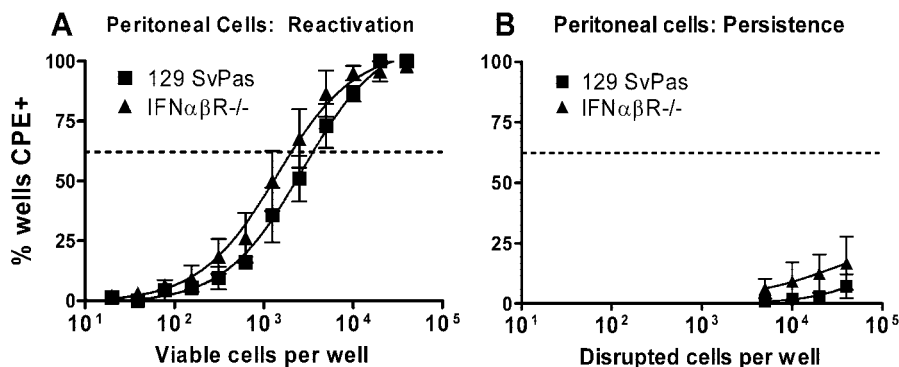 A Peritoneal Cells: Reactivation
100
75
50
25
0
% wells CPE+
129 SvPas
IFNαβR-/-
10¹ 10² 10³ 10⁴ 10⁵
Viable cells per well
B Peritoneal cells: Persistence
100
75
50
25
0
129 SvPas
IFNαβR-/-
10¹ 10² 10³ 10⁴ 10⁵
Disrupted cells per well